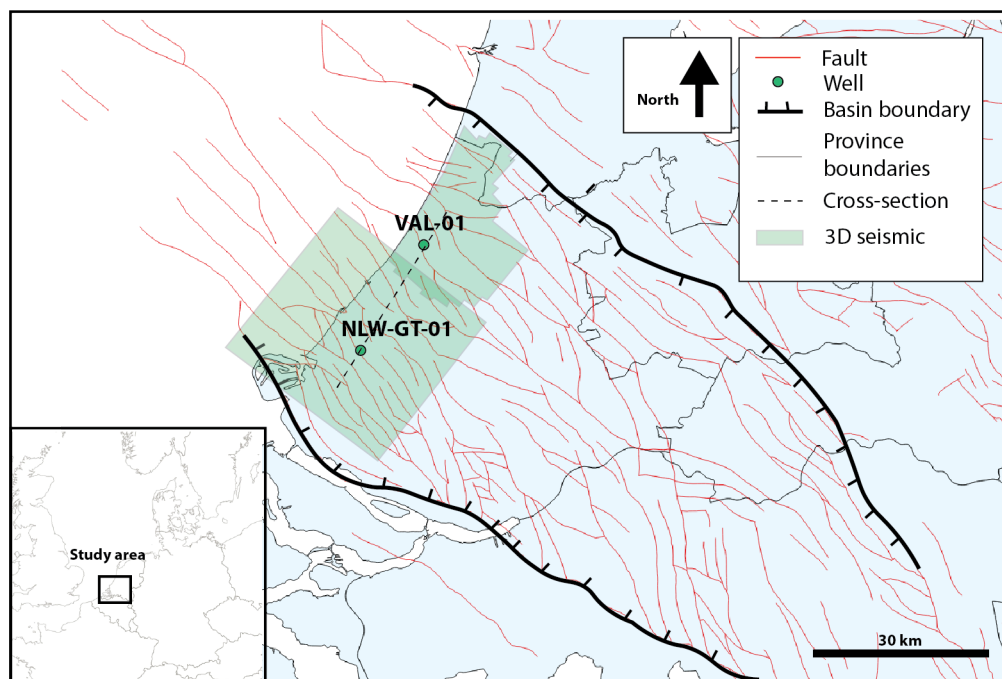 North
Fault
Well
Basin boundary
Province
boundaries
Cross-section
3D seismic
VAL-01
NLW-GT-01
Study area
30 km